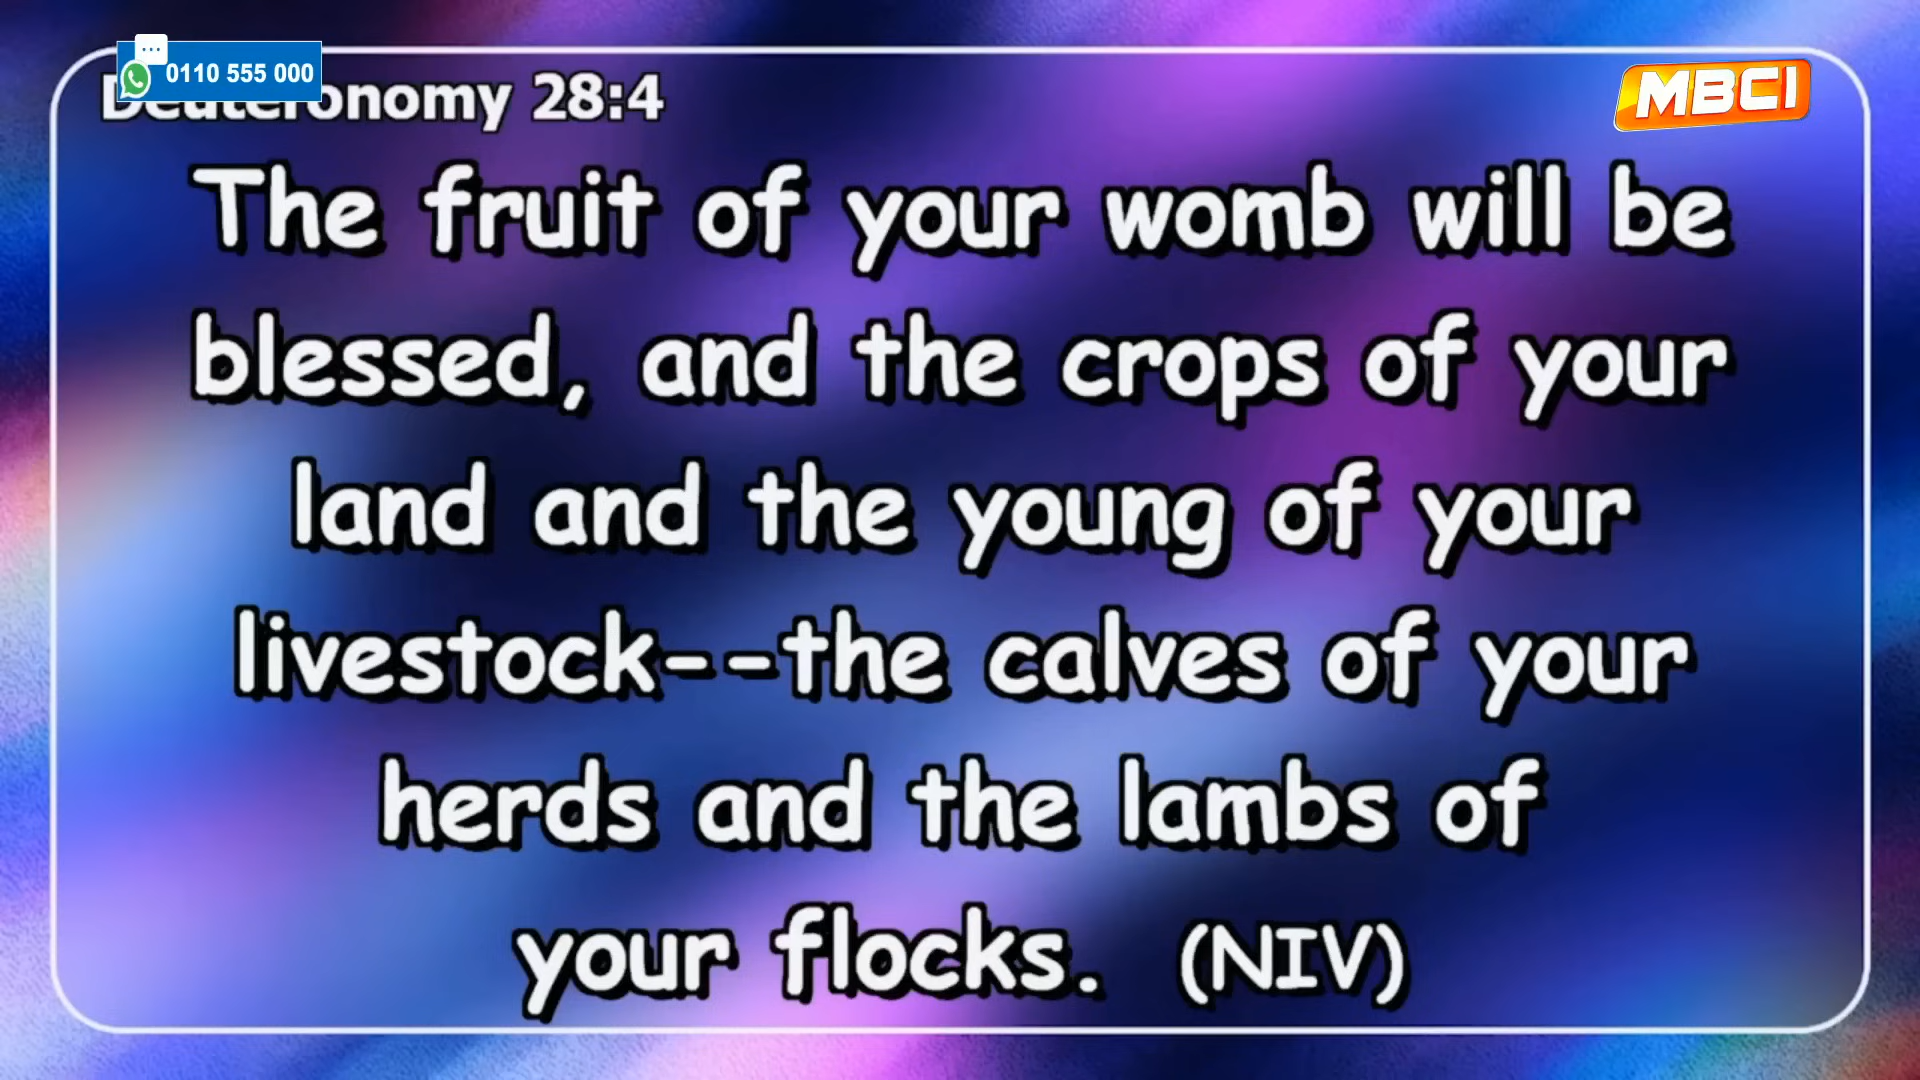 0110 555 000
Deuteronomy 28:4
MBCI
The fruit of your womb will be
blessed, and the crops of your
land and the young of your
livestock--the calves of your
herds and the lambs of
your flocks. (NIV)